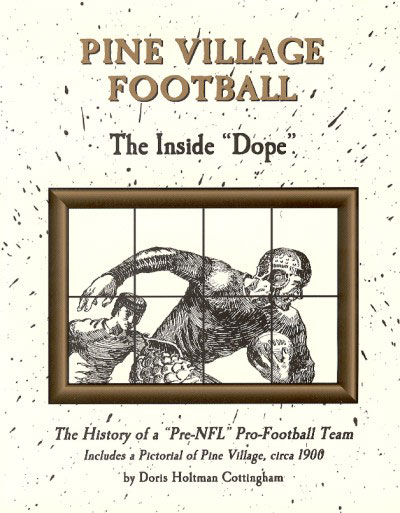 PINE VILLAGE
FOOTBALL
The Inside "Dope"
The History of a "Pre-NFL" Pro-Football Team
Includes a Pictorial of Pine Village, circa 1900
by Doris Holtman Cottingham